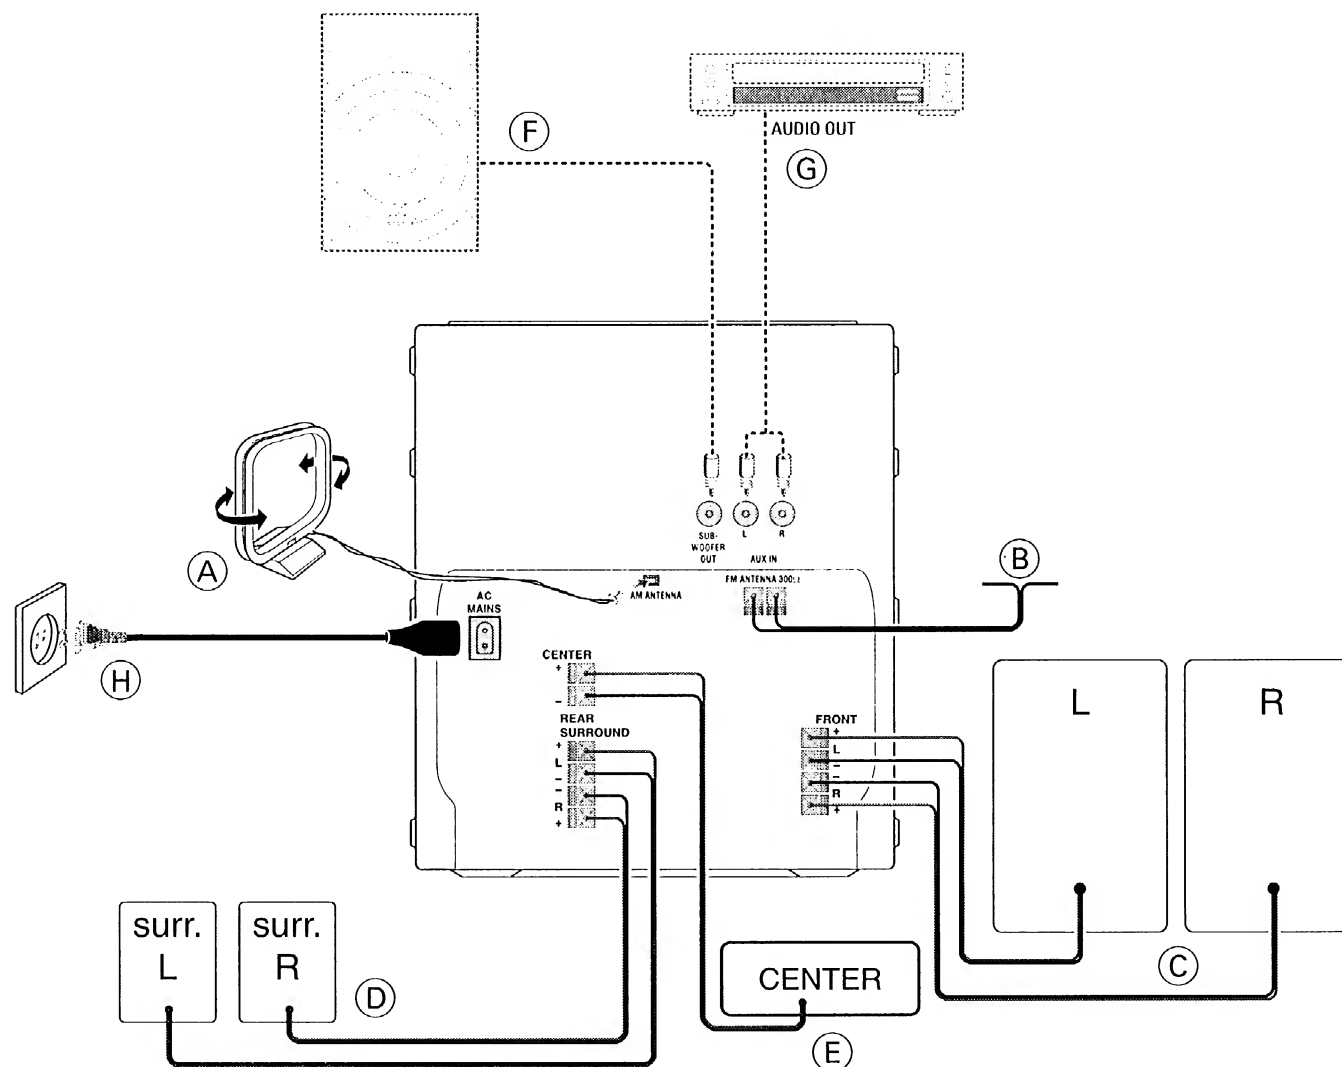 F
AUDIO OUT
G
SUB-
WOOFER
OUT
L
R
AUX IN
A
AM ANTENNA
FM ANTENNA 300Ω
B
AC
MAINS
H
CENTER
+
–
REAR
SURROUND
+
L
–
–
R
+
FRONT
+
L
–
–
R
+
L
R
C
surr.
L
surr.
R
D
CENTER
E